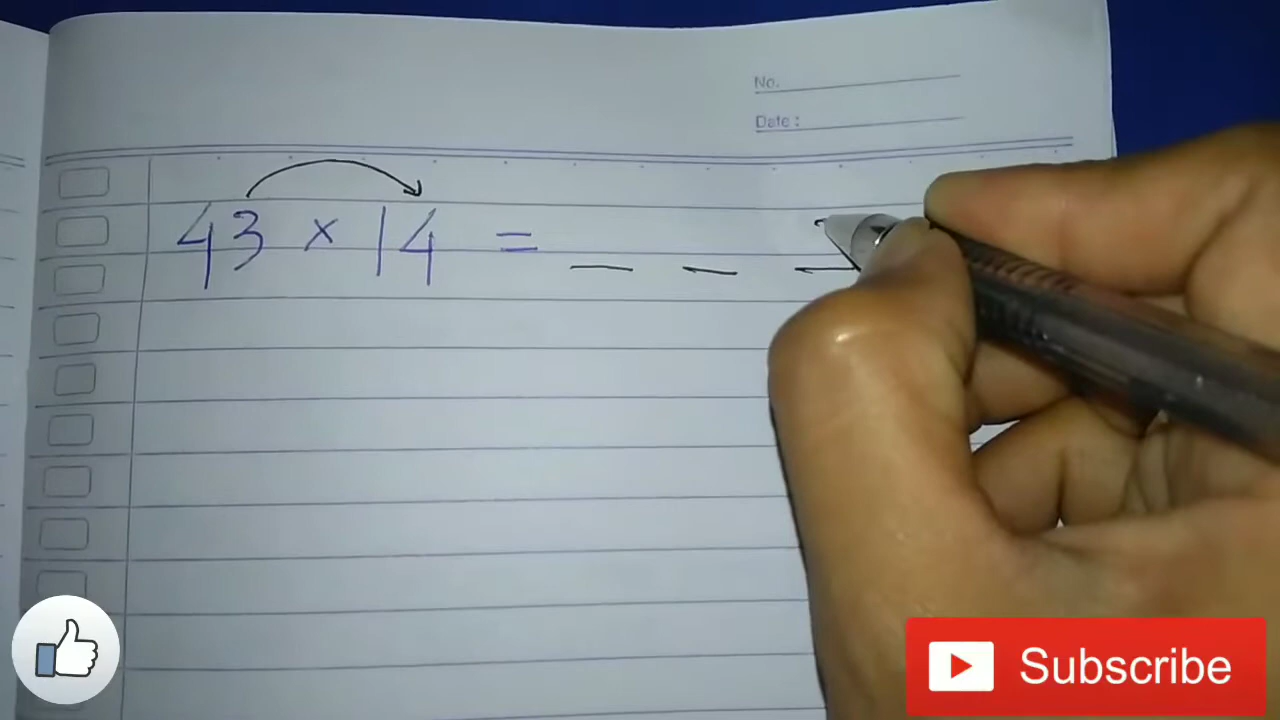 No.
Date :
43 × 14 = _ _ _
Subscribe